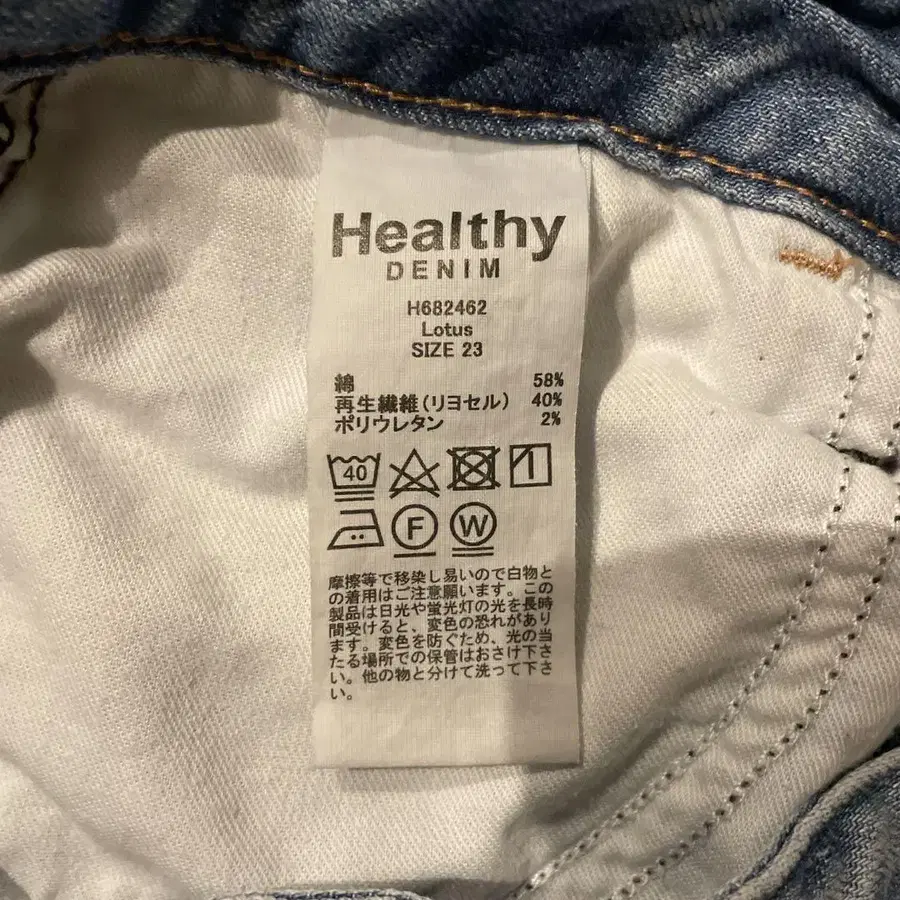 Healthy
DENIM
H682462
Lotus
SIZE 23
綿 58%
再生繊維(リヨセル) 40%
ポリウレタン 2%
40
F W
摩擦等で移染し易いので白物と
の着用はご注意願います。この
製品は日光や蛍光灯の光を長時
間受けると、変色の恐れがあり
ます。変色を防ぐため、光の当
たる場所での保管はおさけ下さ
い。他の物と分けて洗って下さ
い。